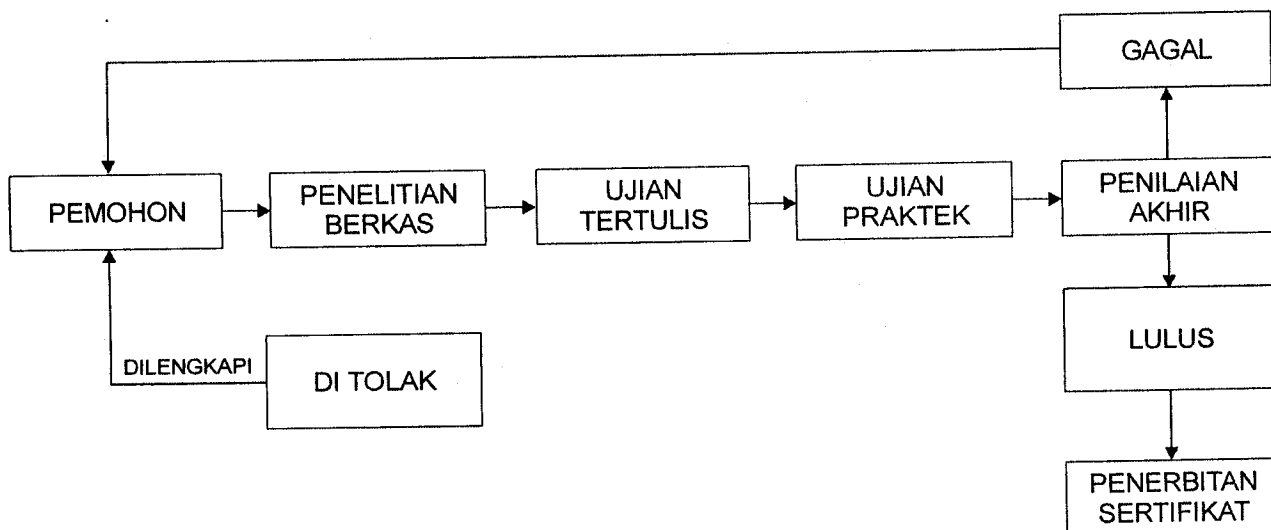 GAGAL
PEMOHON
PENELITIAN
BERKAS
UJIAN
TERTULIS
UJIAN
PRAKTEK
PENILAIAN
AKHIR
DILENGKAPI
DI TOLAK
LULUS
PENERBITAN
SERTIFIKAT